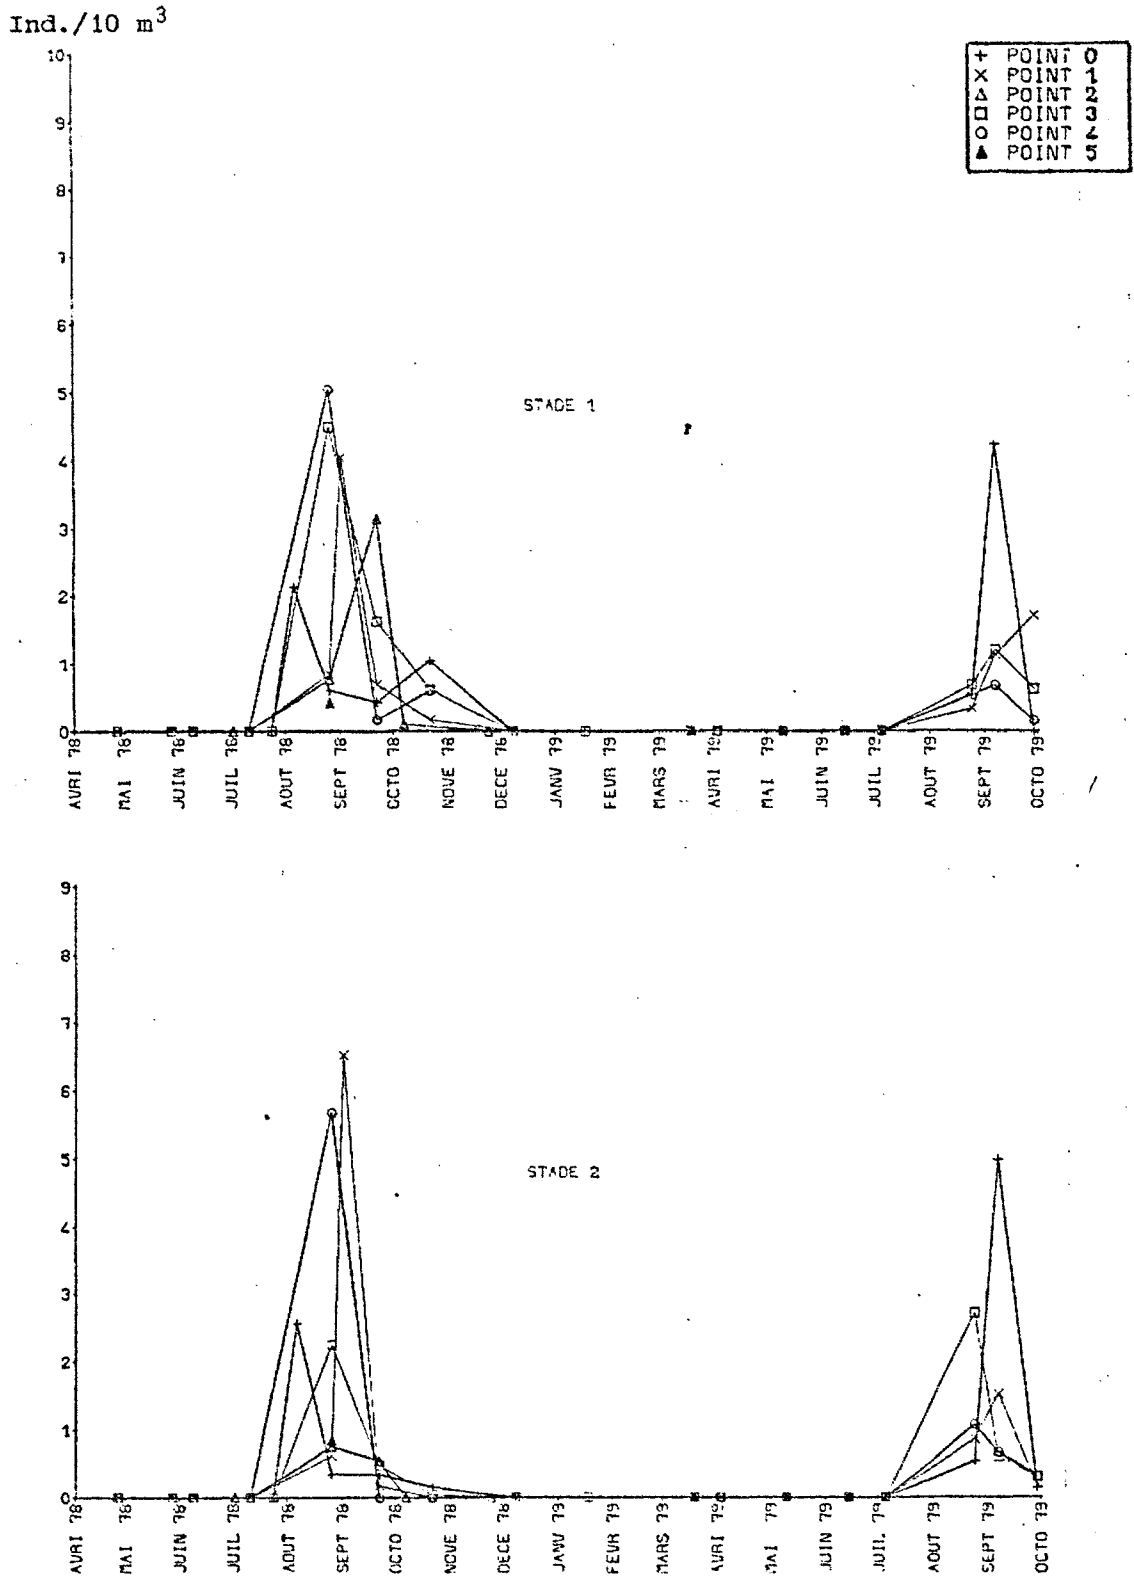 Ind./10 m³
10
9
8
7
6
5
4
3
2
1
0
+ POINT 0
× POINT 1
△ POINT 2
□ POINT 3
○ POINT 4
▲ POINT 5
STADE 1
AVRI 78
MAI 78
JUIN 78
JUIL 78
AOUT 78
SEPT 78
OCTO 78
NOVE 78
DECE 78
JANV 79
FEVR 79
MARS 79
AVRI 79
MAI 79
JUIN 79
JUIL 79
AOUT 79
SEPT 79
OCTO 79
9
8
7
6
5
4
3
2
1
0
STADE 2
AVRI 78
MAI 78
JUIN 78
JUIL 78
AOUT 78
SEPT 78
OCTO 78
NOVE 78
DECE 78
JANV 79
FEVR 79
MARS 79
AVRI 79
MAI 79
JUIN 79
JUIL 79
AOUT 79
SEPT 79
OCTO 79